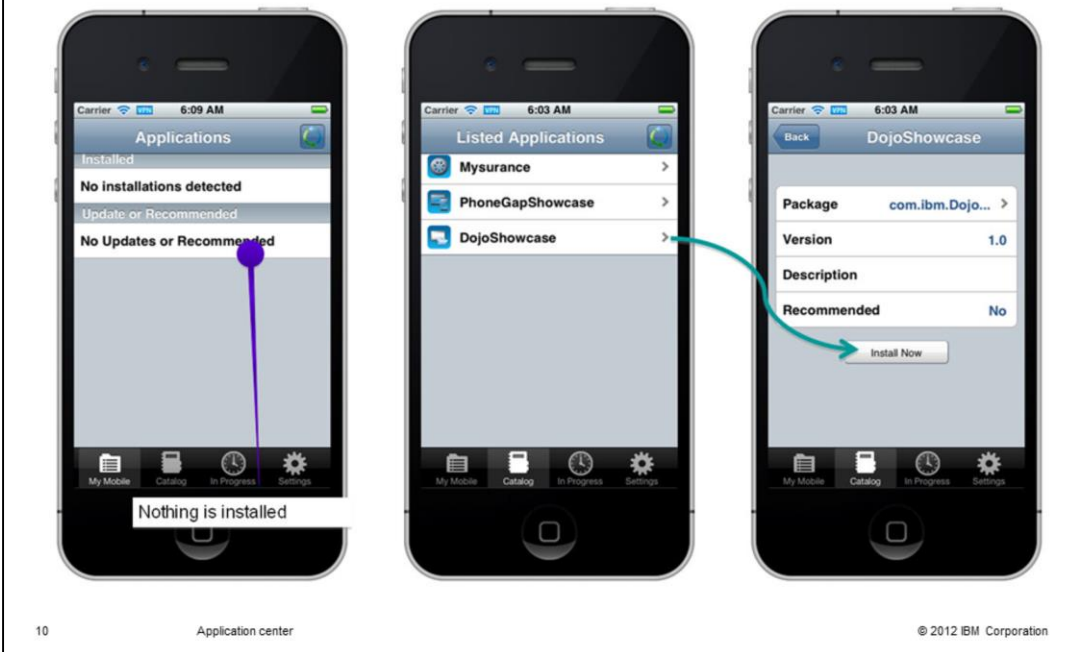 Carrier VPN 6:09 AM
Applications
Installed
No installations detected
Update or Recommended
No Updates or Recommended
My Mobile Catalog In Progress Settings
Nothing is installed
Carrier VPN 6:03 AM
Listed Applications
Mysurance
PhoneGapShowcase
DojoShowcase
My Mobile Catalog In Progress Settings
Carrier VPN 6:03 AM
Back DojoShowcase
Package com.ibm.Dojo...
Version 1.0
Description
Recommended No
Install Now
My Mobile Catalog In Progress Settings
10 Application center © 2012 IBM Corporation